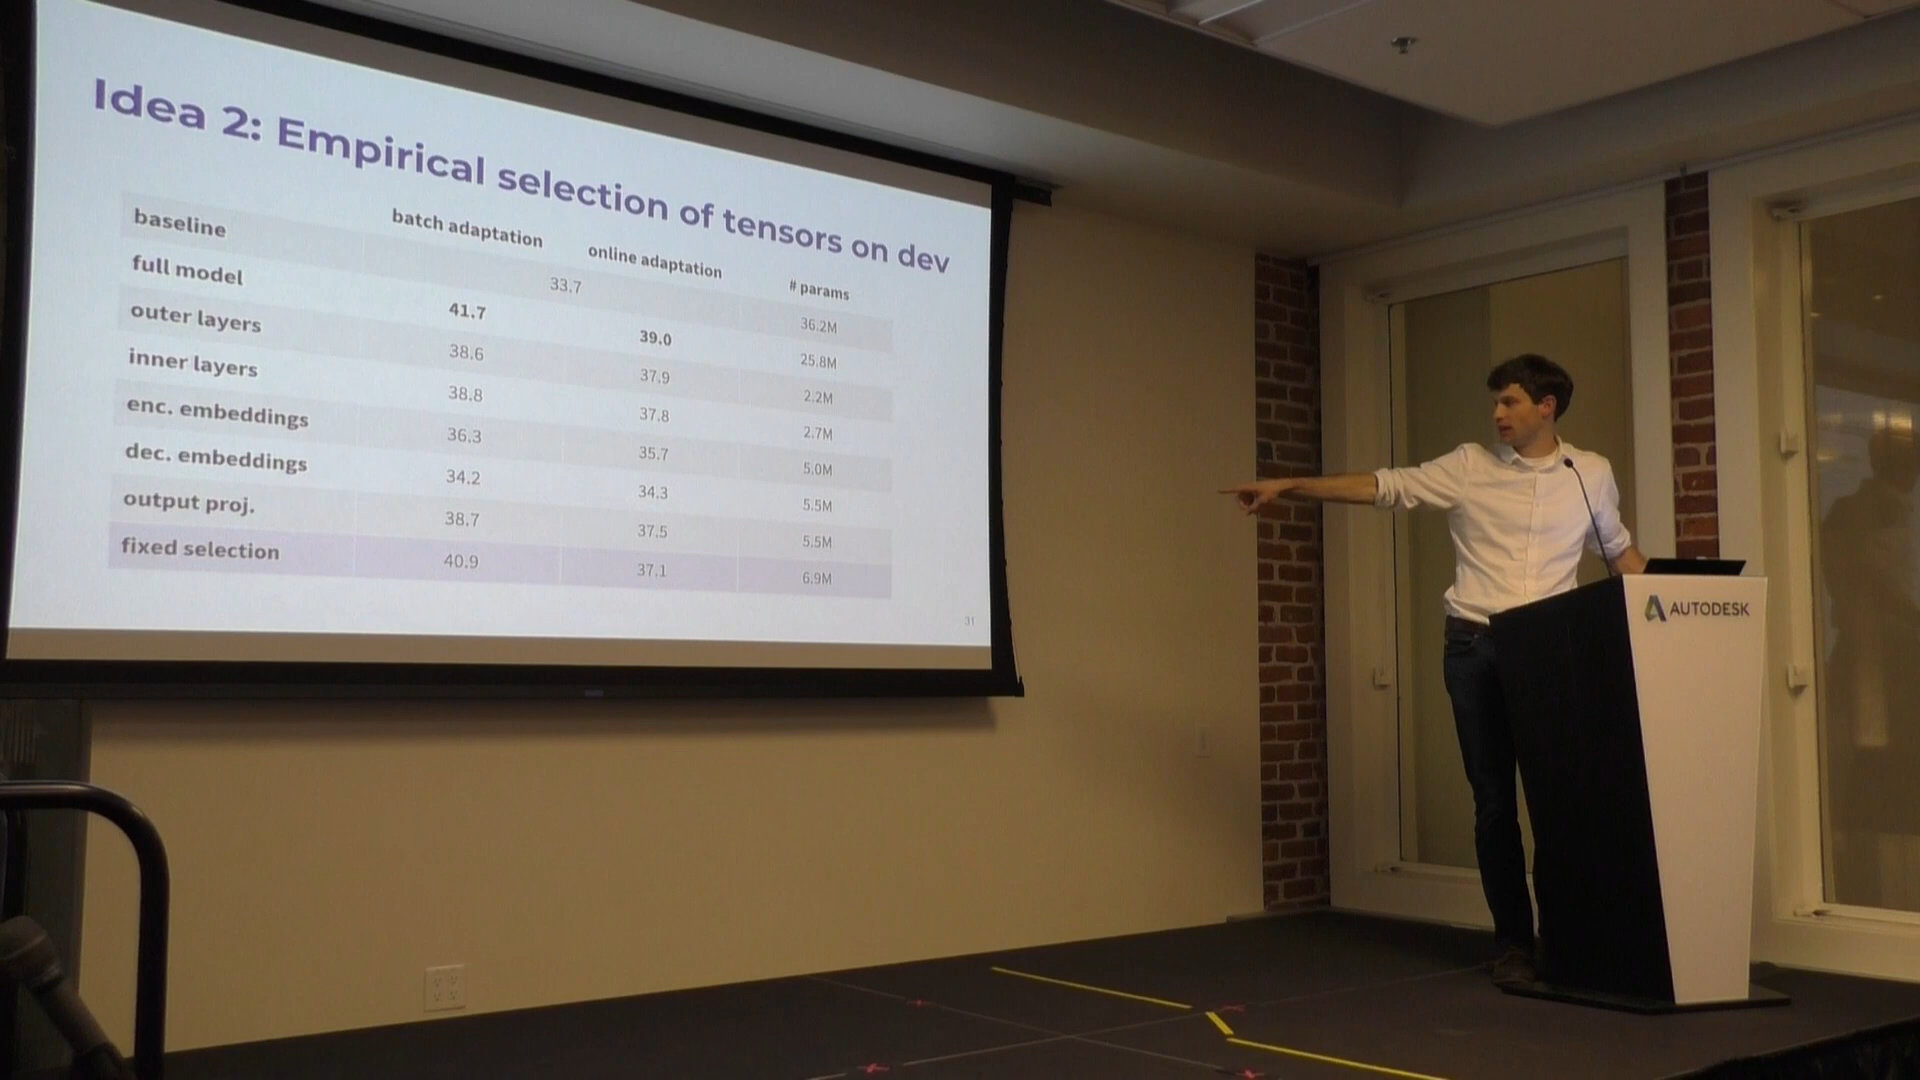 Idea 2: Empirical selection of tensors on dev
batch adaptation online adaptation # params
baseline 33.7 36.2M
full model 41.7 39.0 25.8M
outer layers 38.6 37.9 2.2M
inner layers 38.8 37.8 2.7M
enc. embeddings 36.3 35.7 5.0M
dec. embeddings 34.2 34.3 5.5M
output proj. 38.7 37.5 5.5M
fixed selection 40.9 37.1 6.9M
31
AUTODESK